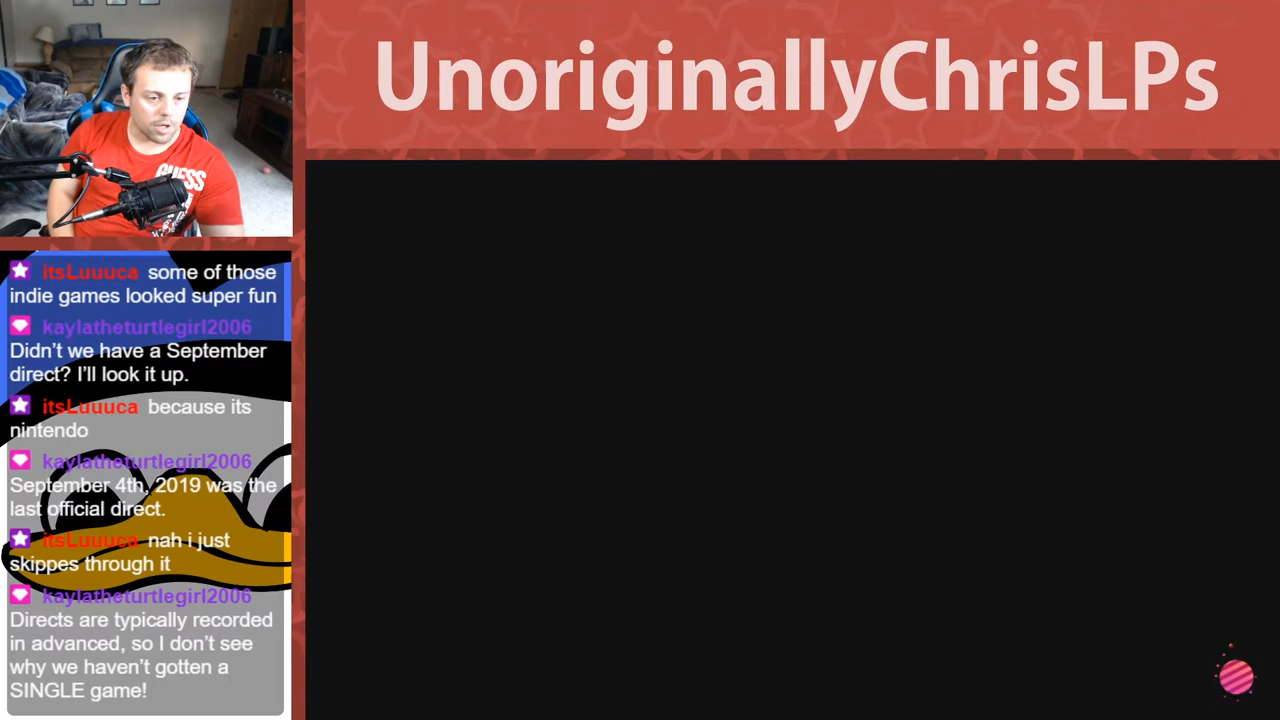 UnoriginallyChrisLPs
GUESS
itsLuuuca some of those
indie games looked super fun
kaylatheturtlegirl2006
Didn't we have a September
direct? I'll look it up.
itsLuuuca because its
nintendo
kaylatheturtlegirl2006
September 4th, 2019 was the
last official direct.
itsLuuuca nah i just
skippes through it
kaylatheturtlegirl2006
Directs are typically recorded
in advanced, so I don't see
why we haven't gotten a
SINGLE game!